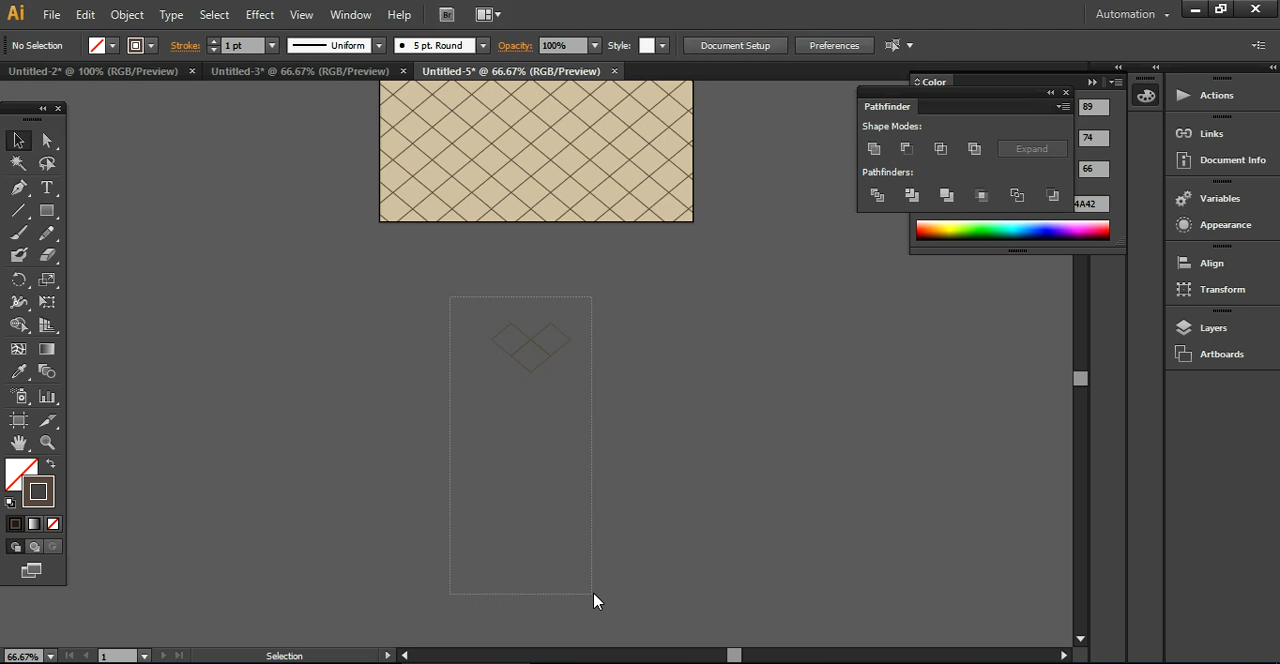 Ai File Edit Object Type Select Effect View Window Help Br Automation
No Selection Stroke: 1 pt Uniform 5 pt. Round Opacity: 100% Style: Document Setup Preferences
Untitled-2* @ 100% (RGB/Preview) × Untitled-3* @ 66.67% (RGB/Preview) × Untitled-5* @ 66.67% (RGB/Preview) ×
Color
Pathfinder
Shape Modes:
Expand
Pathfinders:
89
74
66
4A42
Actions
Links
Document Info
Variables
Appearance
Align
Transform
Layers
Artboards
T
66.67% 1 Selection